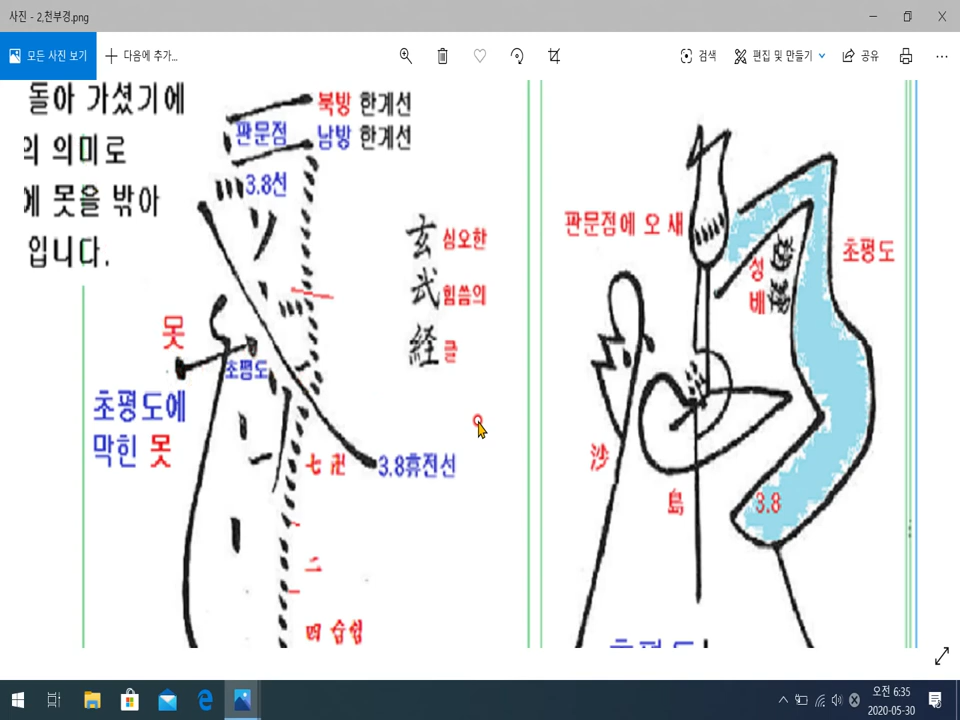 사진 - 2,천부경.png
모든 사진 보기
다음에 추가...
검색
편집 및 만들기
공유
돌아 가셨기에
의 의미로
에 못을 밖아
입니다.
북방 한계선
판문점
남방 한계선
3.8선
玄 심오한
武 힘씀의
経 글
못
초평도
초평도에
막힌 못
3.8휴전선
七 卍
二
四
판문점에 오 새
성
배
초평도
沙
島
3.8
오전 6:35
2020-05-30